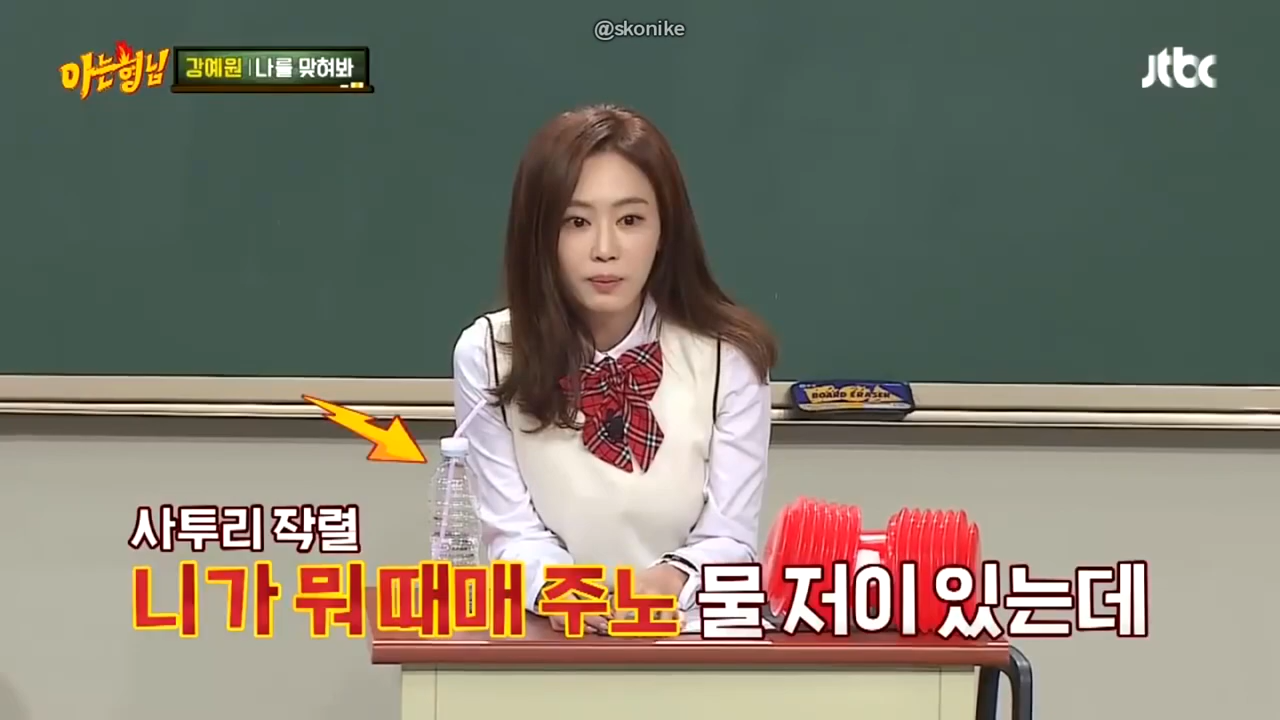 @skonike
아는형님
강예원 | 나를 맞혀봐
jtbc
BOARD ERASER
사투리 작렬
니가 뭐 때매 주노 물 저이 있는데